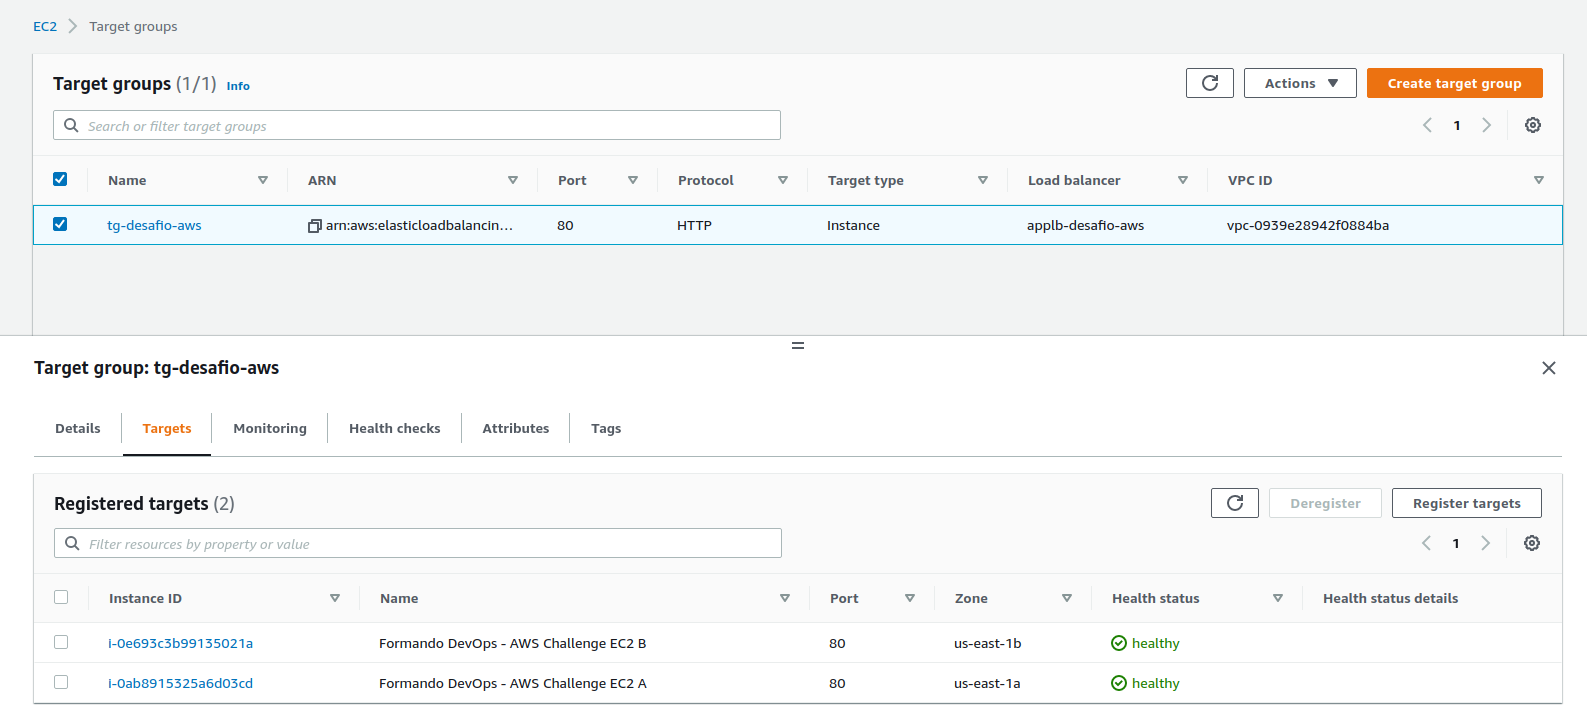 EC2 > Target groups
Target groups (1/1) Info
Actions
Create target group
Search or filter target groups
1
Name ARN Port Protocol Target type Load balancer VPC ID
tg-desafio-aws arn:aws:elasticloadbalancin... 80 HTTP Instance applb-desafio-aws vpc-0939e28942f0884ba
Target group: tg-desafio-aws
Details Targets Monitoring Health checks Attributes Tags
Registered targets (2)
Deregister
Register targets
Filter resources by property or value
1
Instance ID Name Port Zone Health status Health status details
i-0e693c3b99135021a Formando DevOps - AWS Challenge EC2 B 80 us-east-1b healthy
i-0ab8915325a6d03cd Formando DevOps - AWS Challenge EC2 A 80 us-east-1a healthy